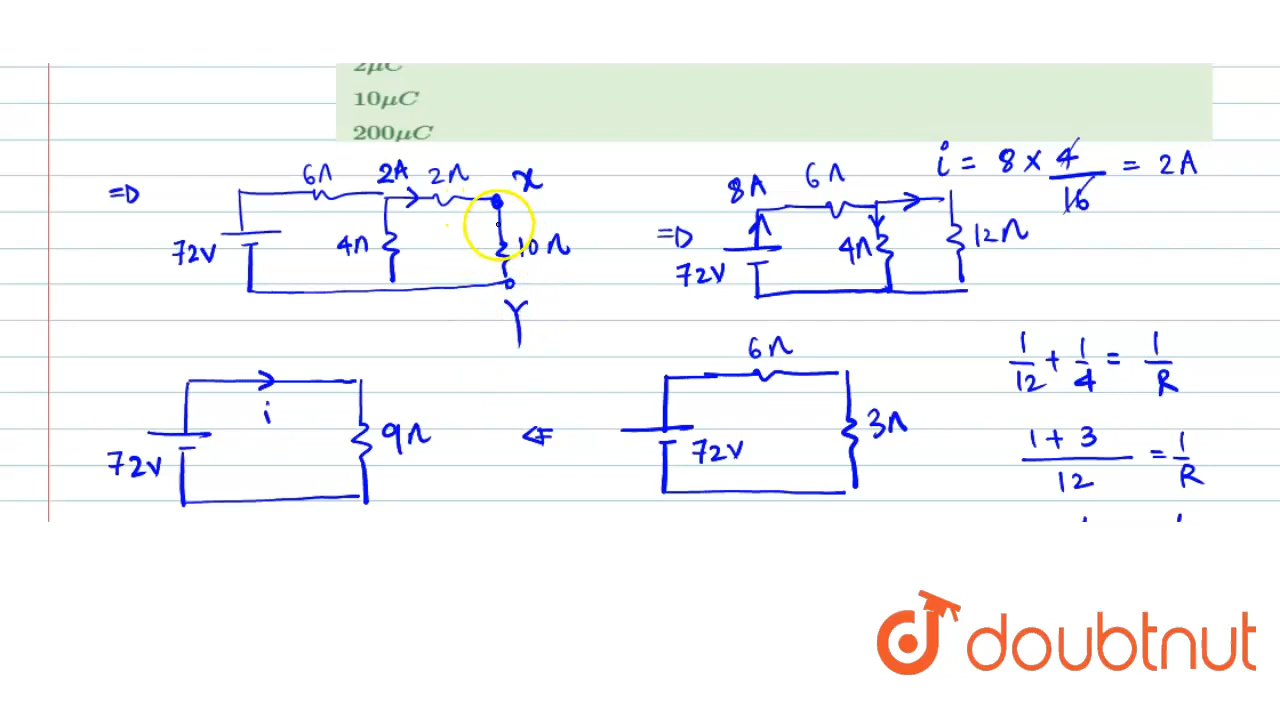 2μC
10μC
200μC
i = 8 × 4/16 = 2A
⇒ 6Ω 2A 2Ω x
72V 4Ω 10Ω
Y
8A 6Ω
⇒ 72V 4Ω 12Ω
1/12 + 1/4 = 1/R
1+3/12 = 1/R
6Ω
72V 3Ω
i
72V 9Ω
doubtnut